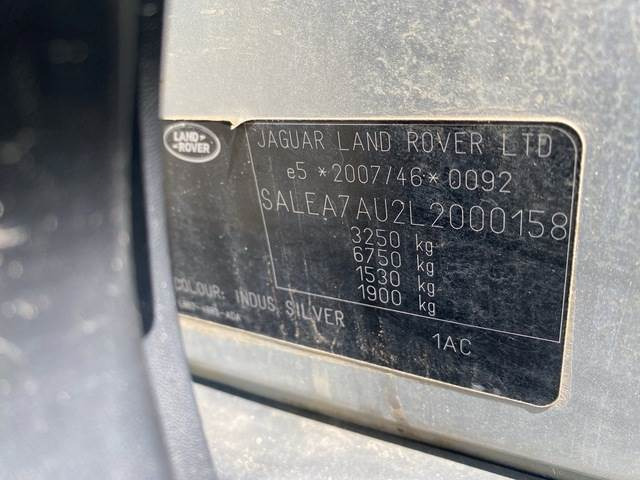 LAND-
-ROVER
JAGUAR LAND ROVER LTD
e5 *2007/46*0092
SALEA7AU2L2000158
3250 kg
6750 kg
1530 kg
1900 kg
COLOUR: INDUS SILVER
1AC